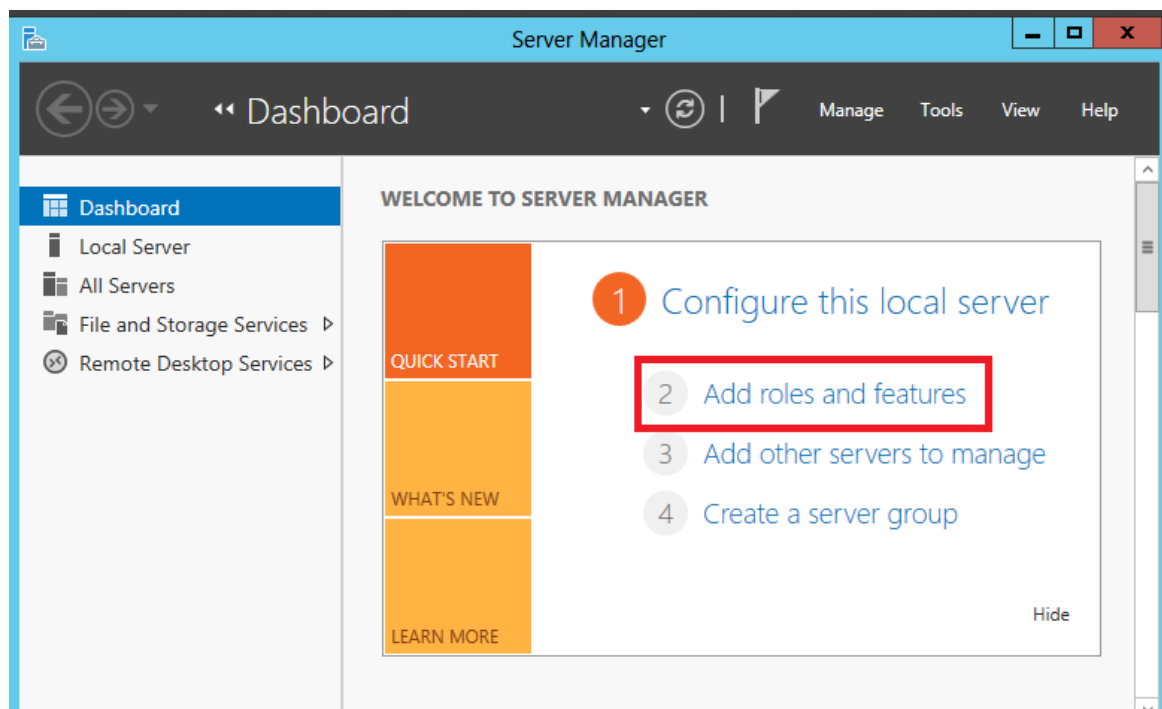 Server Manager
Dashboard
Manage Tools View Help
Dashboard
Local Server
All Servers
File and Storage Services
Remote Desktop Services
WELCOME TO SERVER MANAGER
QUICK START
WHAT'S NEW
LEARN MORE
1 Configure this local server
2 Add roles and features
3 Add other servers to manage
4 Create a server group
Hide